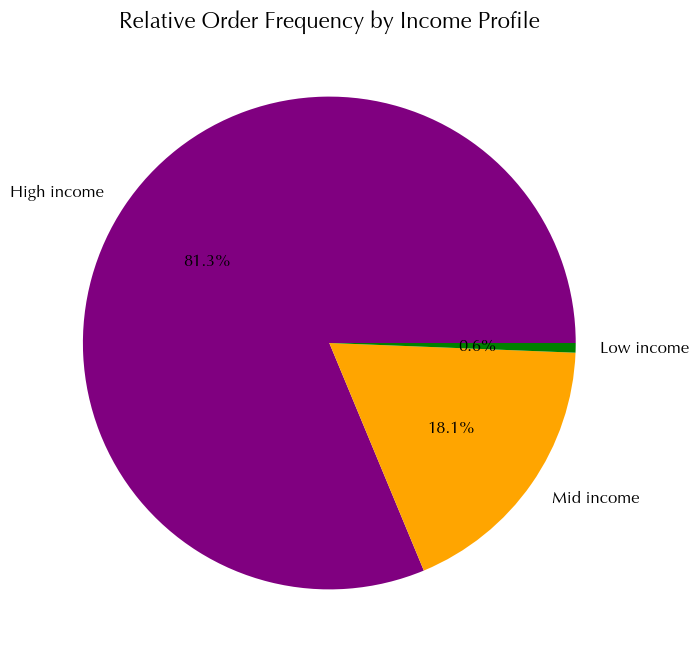 Relative Order Frequency by Income Profile
High income
81.3%
0.6%
Low income
18.1%
Mid income